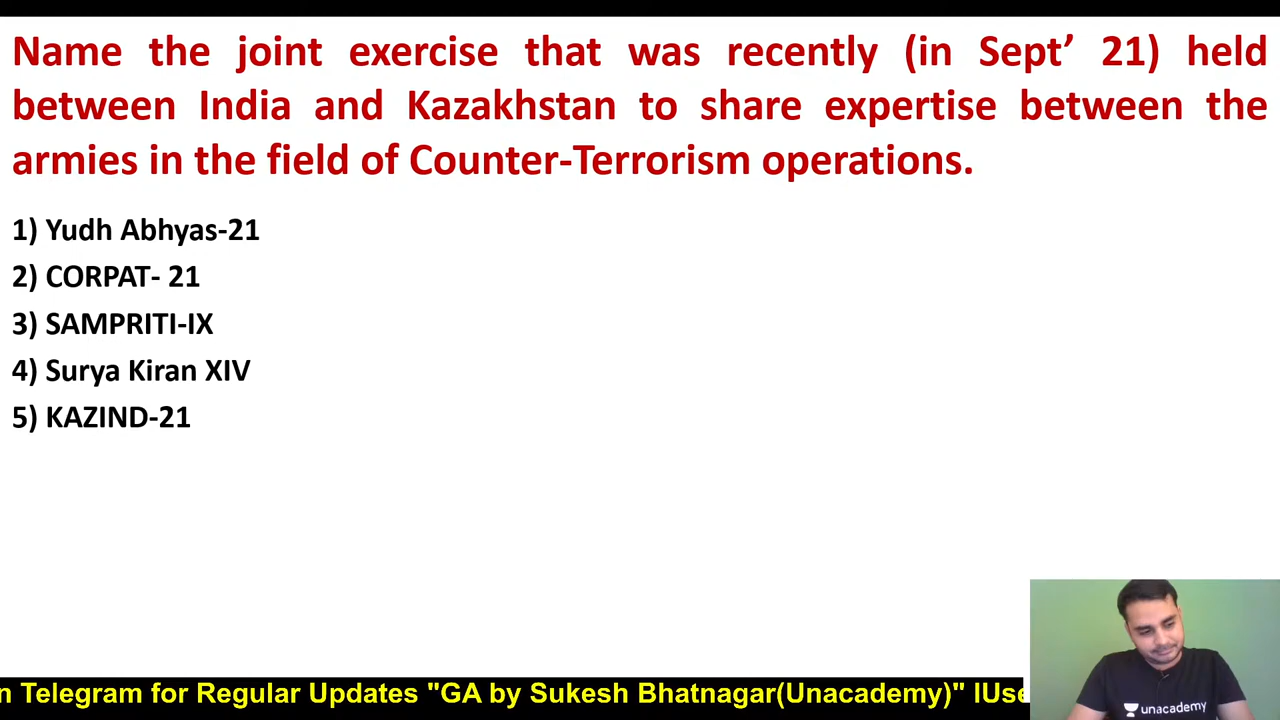 Name the joint exercise that was recently (in Sept’ 21) held
between India and Kazakhstan to share expertise between the
armies in the field of Counter-Terrorism operations.
1) Yudh Abhyas-21
2) CORPAT- 21
3) SAMPRITI-IX
4) Surya Kiran XIV
5) KAZIND-21
n Telegram for Regular Updates "GA by Sukesh Bhatnagar(Unacademy)" IUse
unacademy